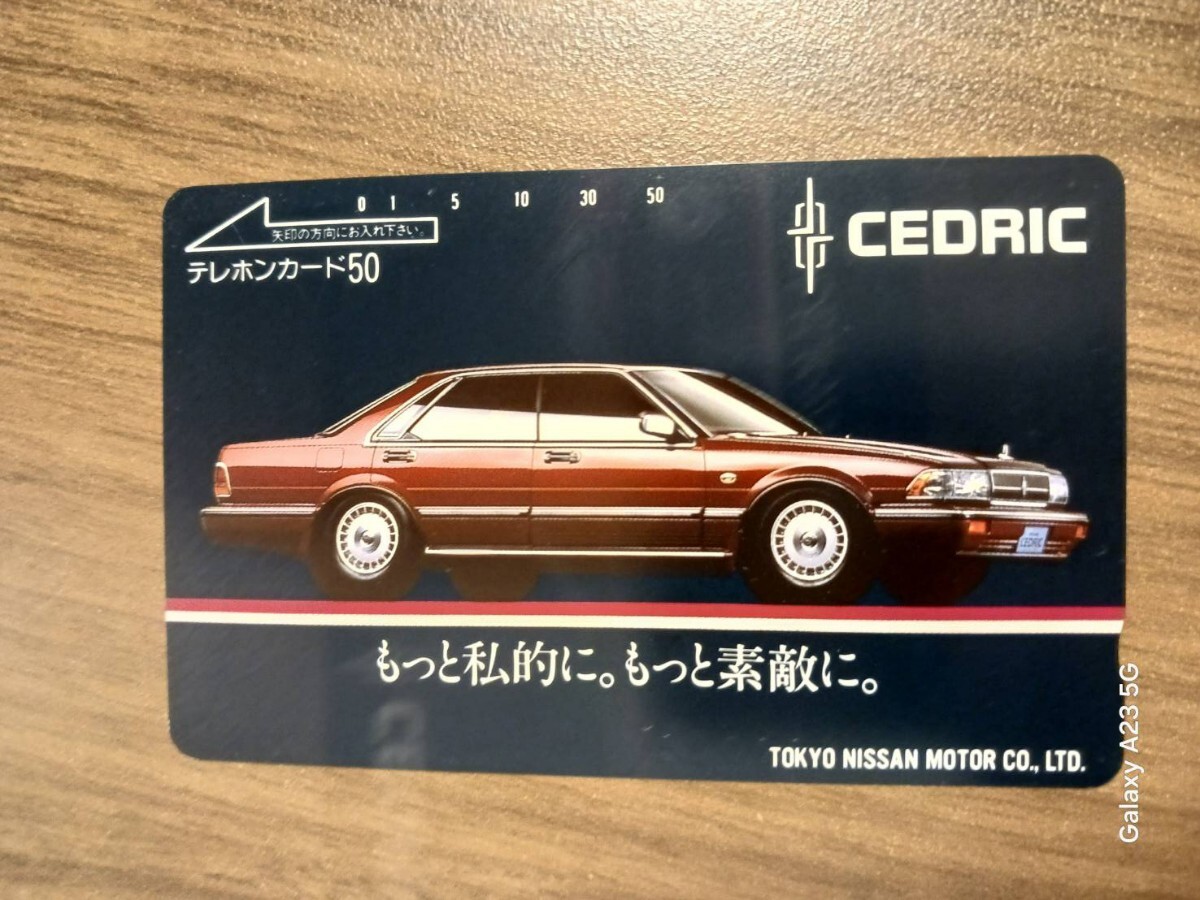 0 1 5 10 30 50
矢印の方向にお入れ下さい。
テレホンカード50
CEDRIC
CEDRIC
もっと私的に。もっと素敵に。
TOKYO NISSAN MOTOR CO., LTD.
Galaxy A23 5G